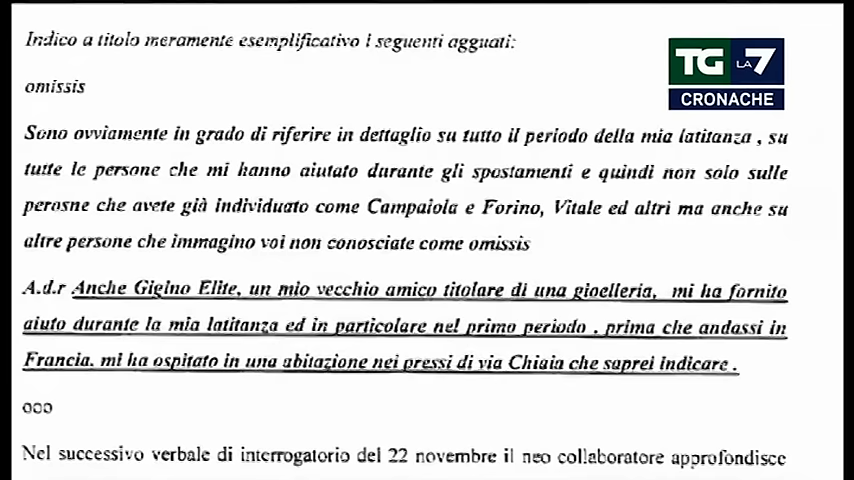 Indico a titolo meramente esemplificativo i seguenti agguati:
TG LA7
CRONACHE
omissis
Sono ovviamente in grado di riferire in dettaglio su tutto il periodo della mia latitanza , su
tutte le persone che mi hanno aiutato durante gli spostamenti e quindi non solo sulle
perosne che avete già individuato come Campaiola e Forino, Vitale ed altri ma anche su
altre persone che immagino voi non conosciate come omissis
A.d.r Anche Gigino Elite, un mio vecchio amico titolare di una gioelleria, mi ha fornito
aiuto durante la mia latitanza ed in particolare nel primo periodo . prima che andassi in
Francia. mi ha ospitato in una abitazione nei pressi di via Chiaia che saprei indicare .
ooo
Nel successivo verbale di interrogatorio del 22 novembre il neo collaboratore approfondisce